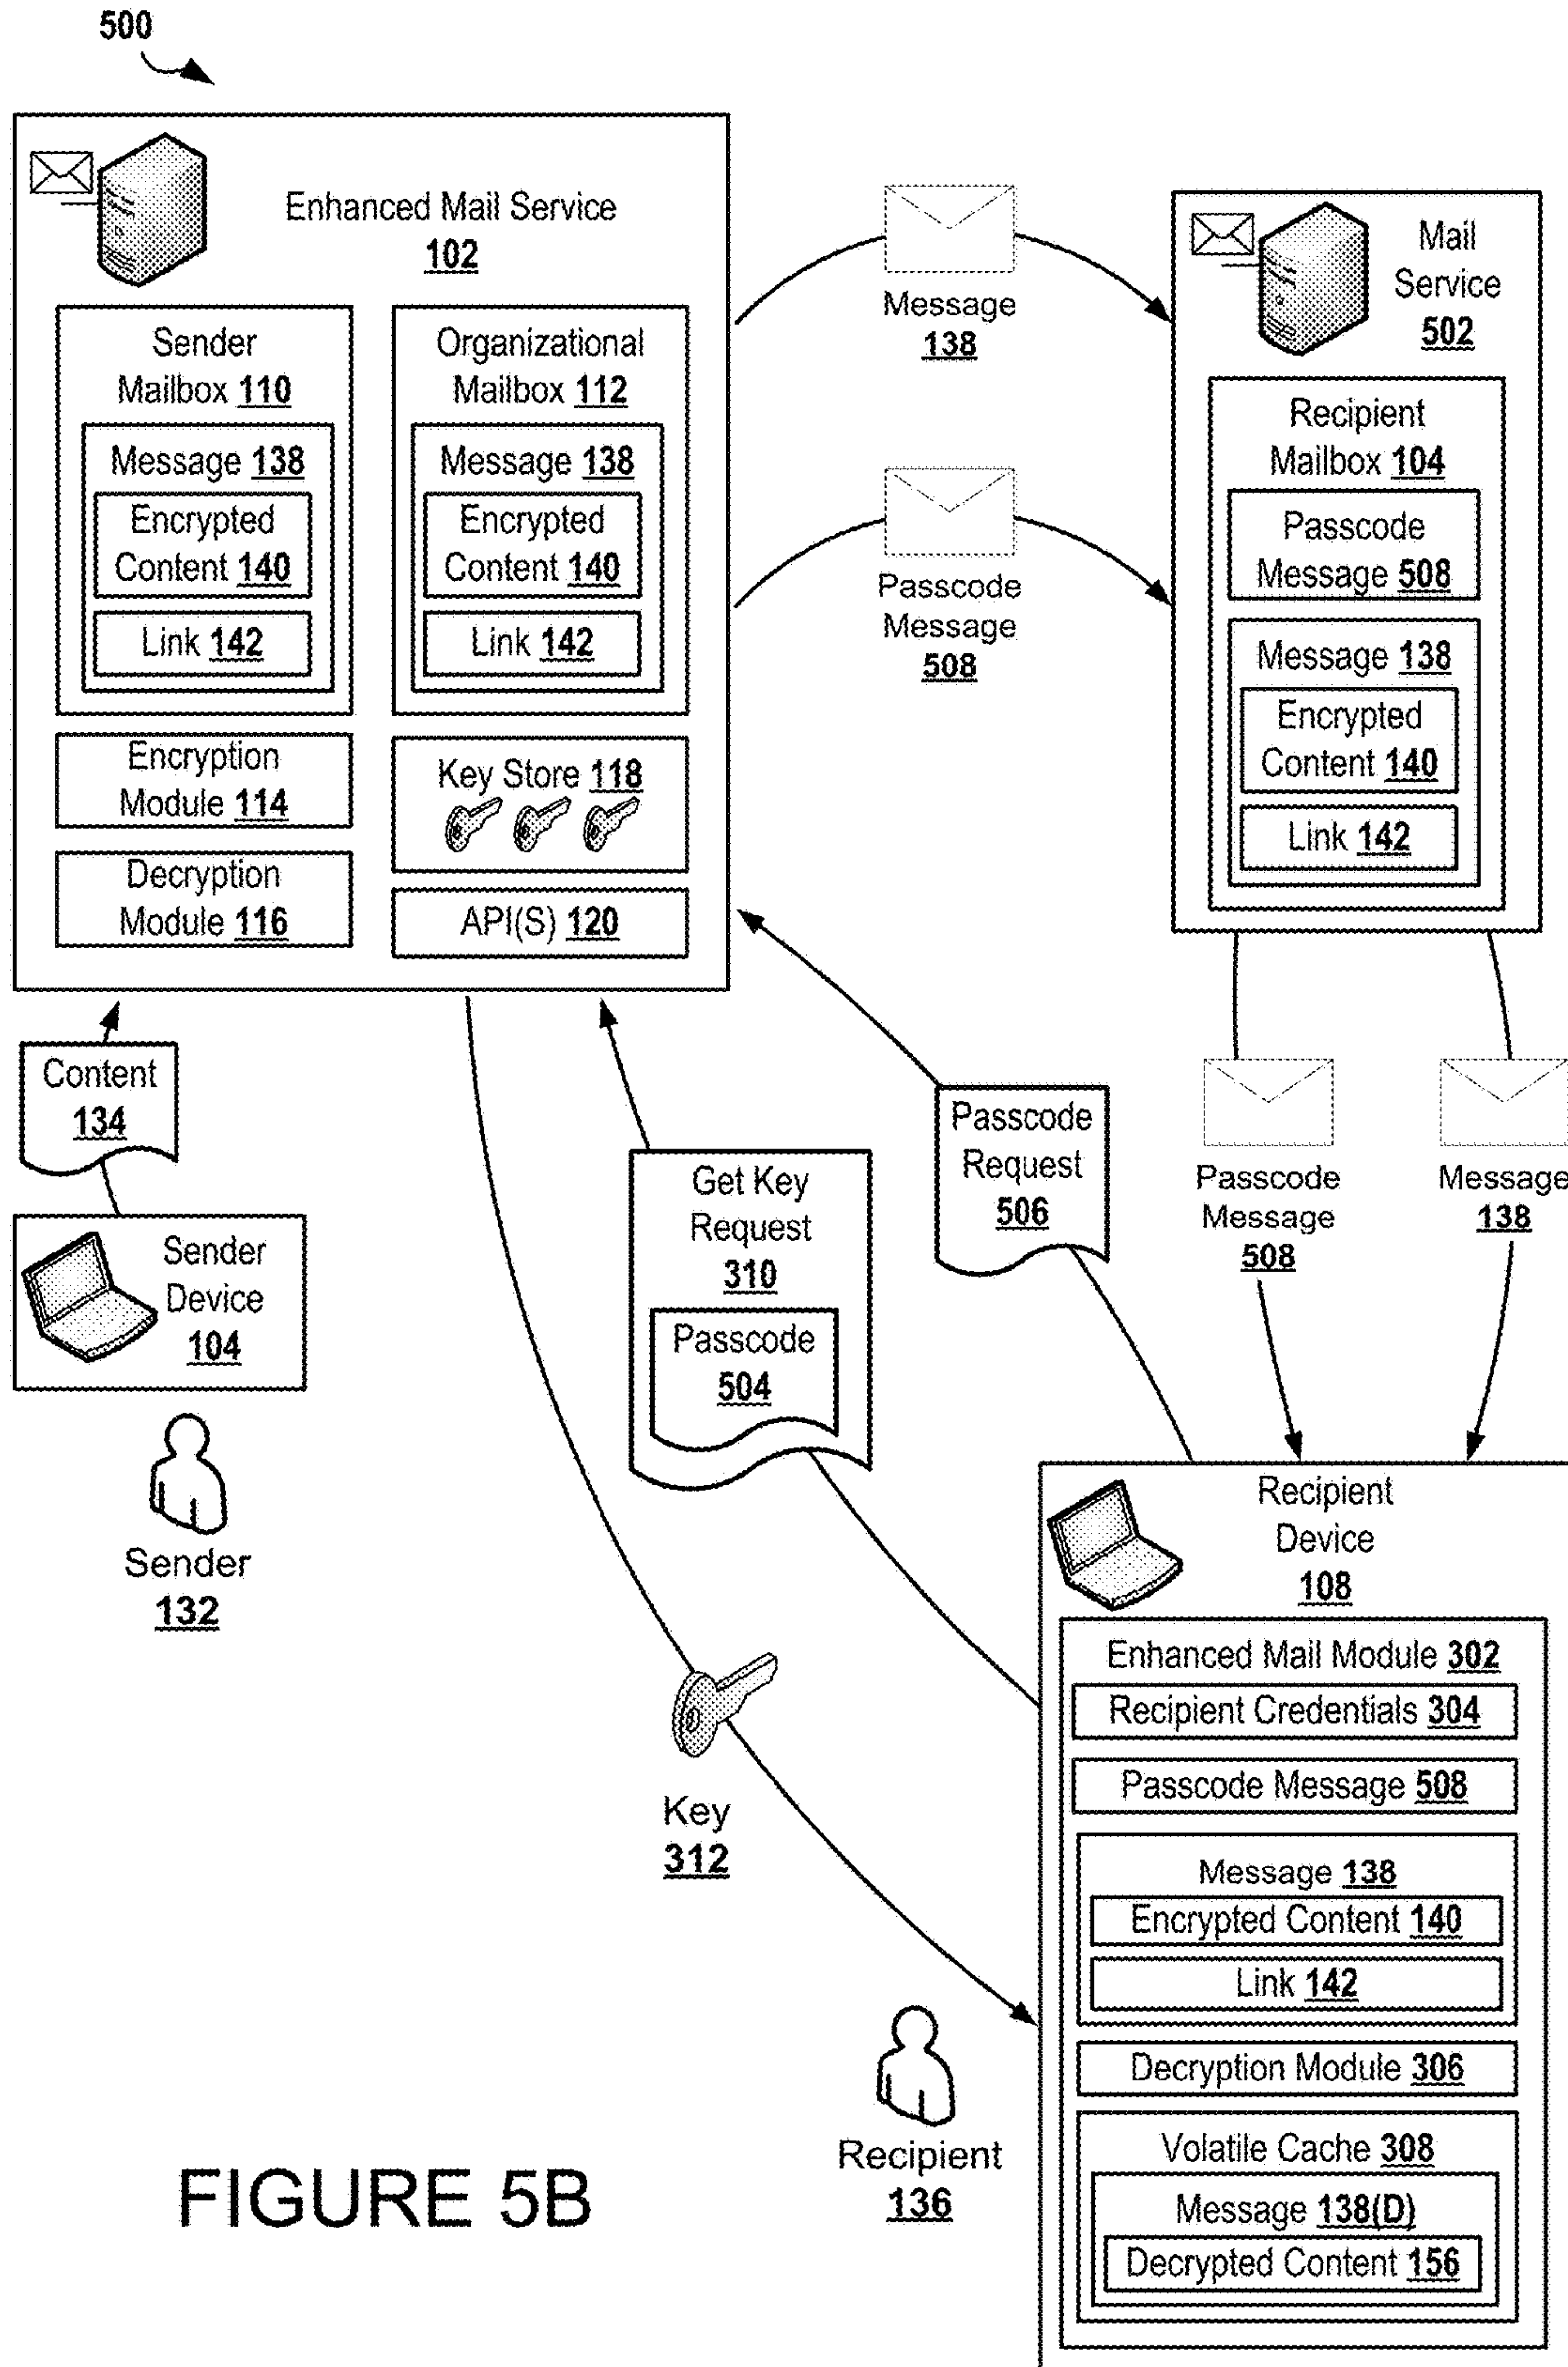 500
Enhanced Mail Service
102
Sender
Mailbox 110
Message 138
Encrypted
Content 140
Link 142
Organizational
Mailbox 112
Message 138
Encrypted
Content 140
Link 142
Encryption
Module 114
Key Store 118
Decryption
Module 116
API(S) 120
Message
138
Passcode
Message
508
Mail
Service
502
Recipient
Mailbox 104
Passcode
Message 508
Message 138
Encrypted
Content 140
Link 142
Content
134
Sender
Device
104
Sender
132
Get Key
Request
310
Passcode
504
Passcode
Request
506
Passcode
Message
508
Message
138
Key
312
Recipient
Device
108
Enhanced Mail Module 302
Recipient Credentials 304
Passcode Message 508
Message 138
Encrypted Content 140
Link 142
Decryption Module 306
Volatile Cache 308
Message 138(D)
Decrypted Content 156
Recipient
136
FIGURE 5B